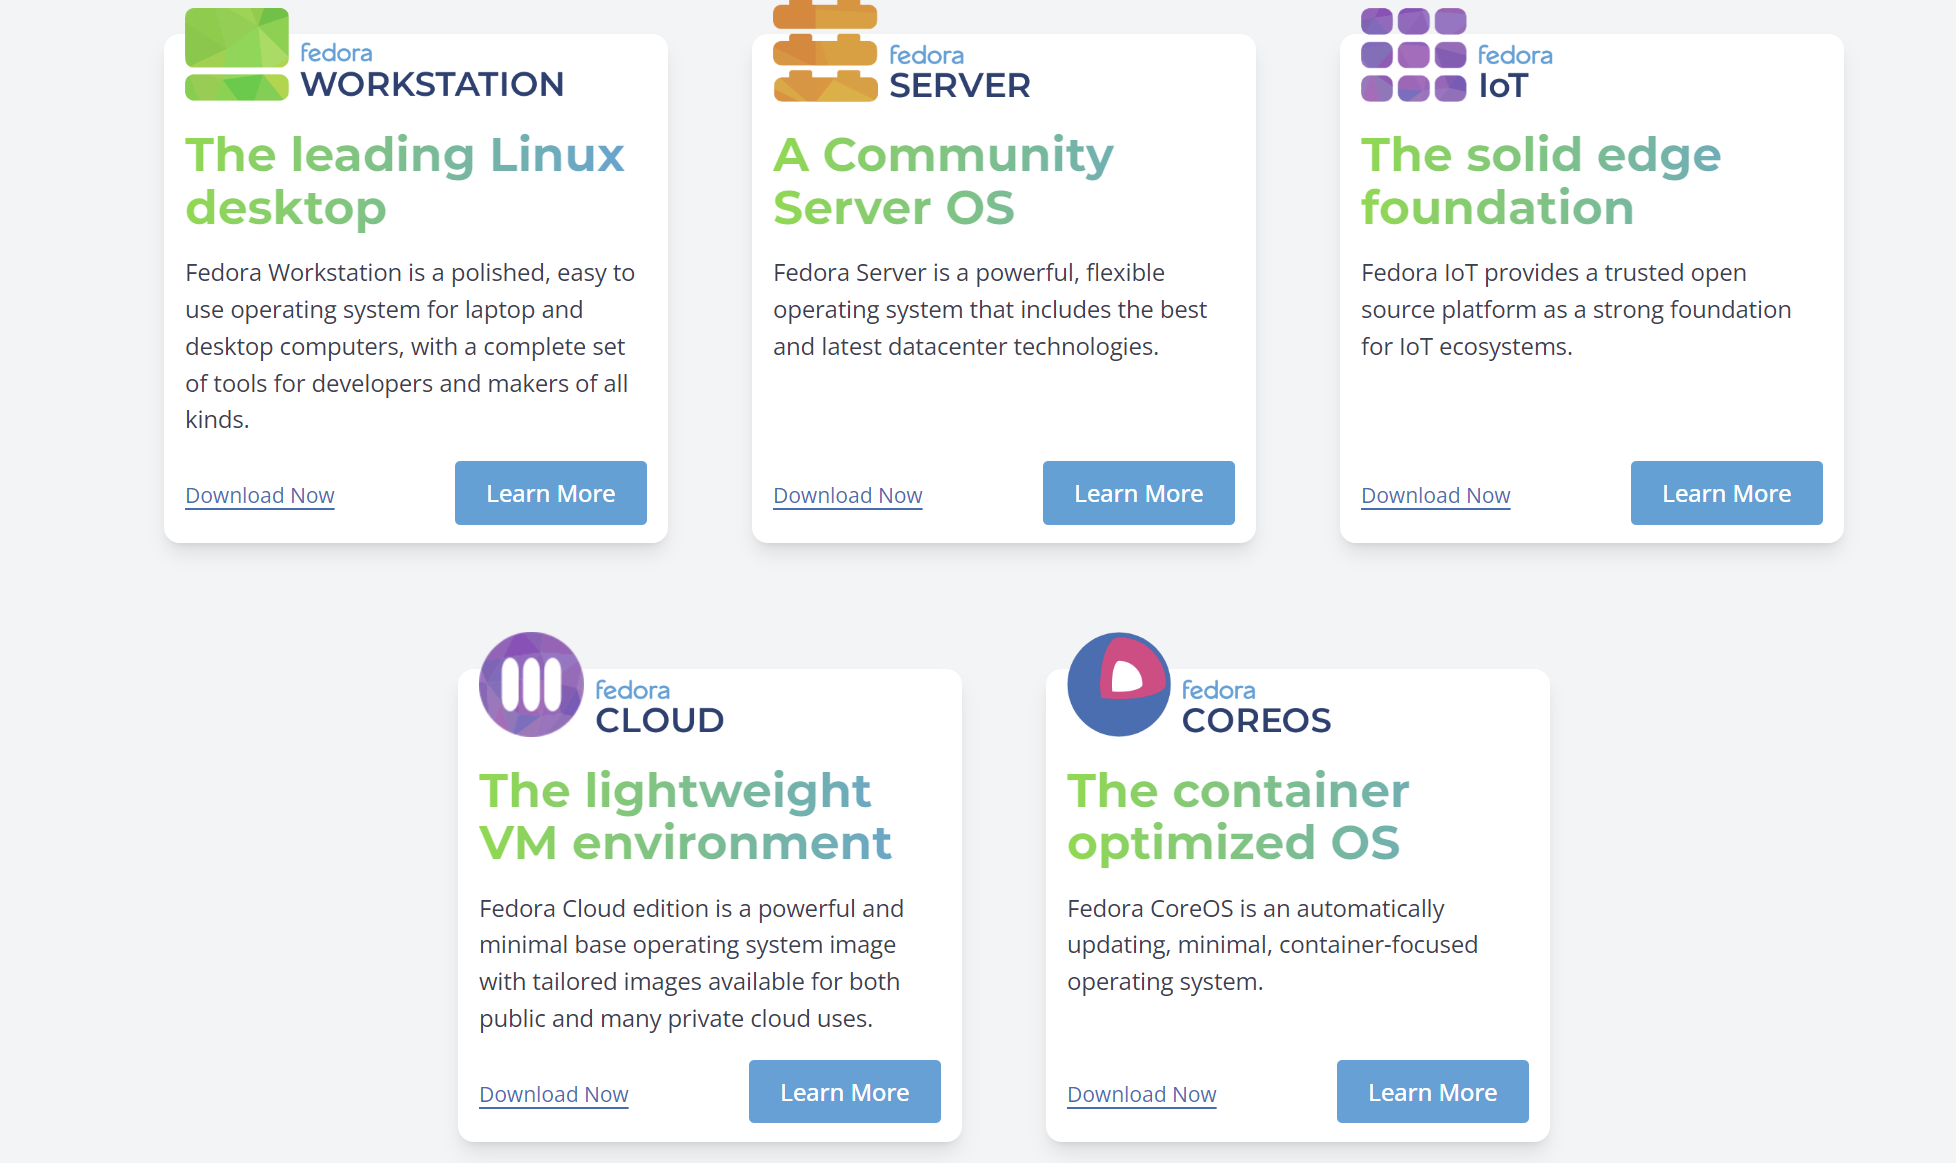 fedora
WORKSTATION
The leading Linux
desktop
Fedora Workstation is a polished, easy to
use operating system for laptop and
desktop computers, with a complete set
of tools for developers and makers of all
kinds.
Download Now
Learn More
fedora
SERVER
A Community
Server OS
Fedora Server is a powerful, flexible
operating system that includes the best
and latest datacenter technologies.
Download Now
Learn More
fedora
IoT
The solid edge
foundation
Fedora IoT provides a trusted open
source platform as a strong foundation
for IoT ecosystems.
Download Now
Learn More
fedora
CLOUD
The lightweight
VM environment
Fedora Cloud edition is a powerful and
minimal base operating system image
with tailored images available for both
public and many private cloud uses.
Download Now
Learn More
fedora
COREOS
The container
optimized OS
Fedora CoreOS is an automatically
updating, minimal, container-focused
operating system.
Download Now
Learn More